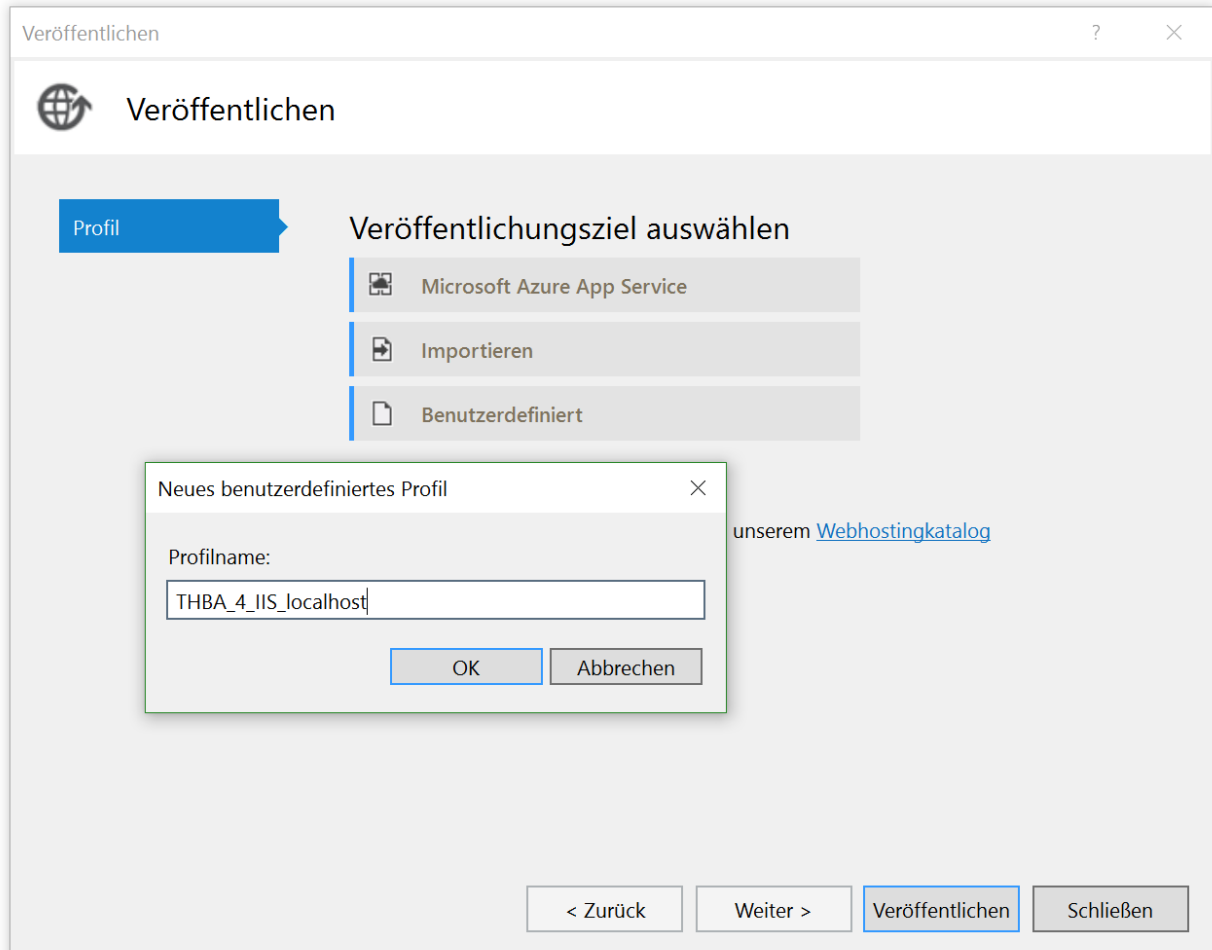 Veröffentlichen
?
Veröffentlichen
Profil
Veröffentlichungsziel auswählen
Microsoft Azure App Service
Importieren
Benutzerdefiniert
Neues benutzerdefiniertes Profil
unserem Webhostingkatalog
Profilname:
THBA_4_IIS_localhost
OK Abbrechen
< Zurück Weiter > Veröffentlichen Schließen